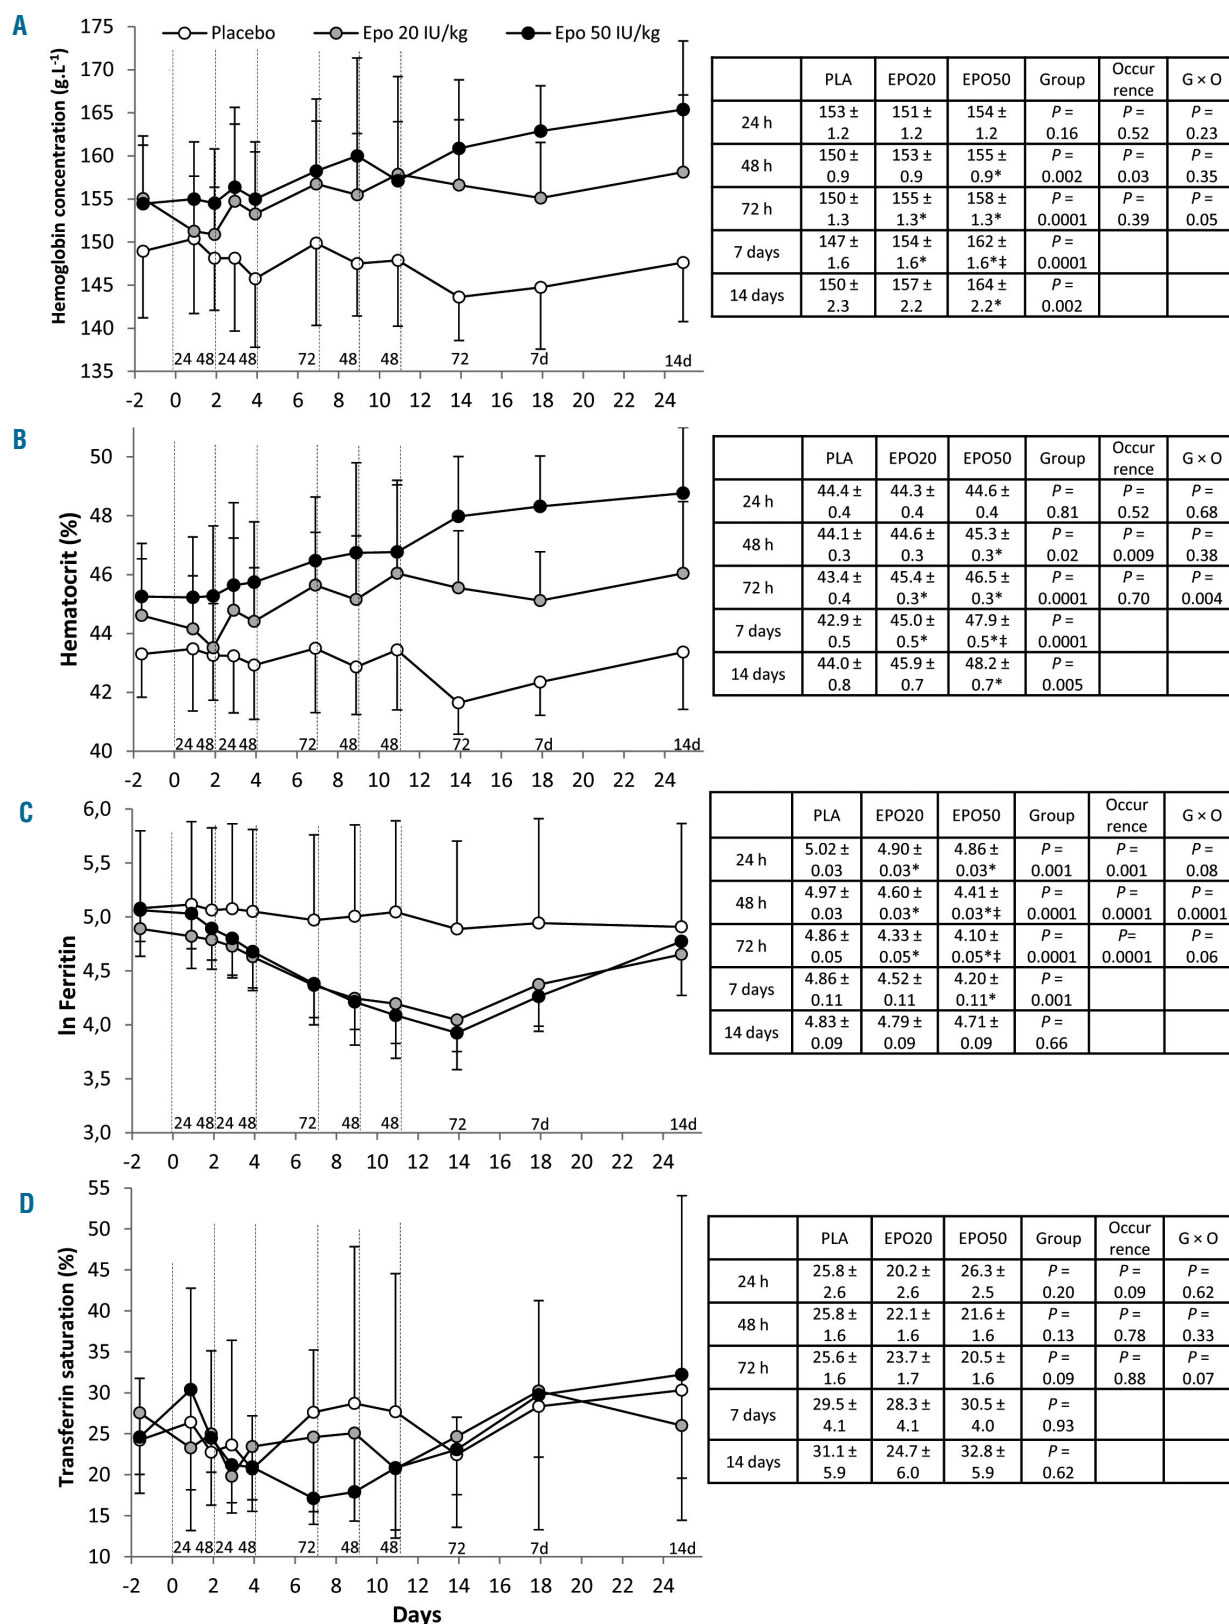 A
Placebo Epo 20 IU/kg Epo 50 IU/kg
Hemoglobin concentration (g.L-1)
175
170
165
160
155
150
145
140
135
24 48 24 48 72 48 48 72 7d 14d
-2 0 2 4 6 8 10 12 14 16 18 20 22 24
PLA EPO20 EPO50 Group Occur rence G × O
24 h 153 ± 1.2 151 ± 1.2 154 ± 1.2 P = 0.16 P = 0.52 P = 0.23
48 h 150 ± 0.9 153 ± 0.9 155 ± 0.9* P = 0.002 P = 0.03 P = 0.35
72 h 150 ± 1.3 155 ± 1.3* 158 ± 1.3* P = 0.0001 P = 0.39 P = 0.05
7 days 147 ± 1.6 154 ± 1.6* 162 ± 1.6*‡ P = 0.0001
14 days 150 ± 2.3 157 ± 2.2 164 ± 2.2* P = 0.002
B
Hematocrit (%)
50
48
46
44
42
40
24 48 24 48 72 48 48 72 7d 14d
-2 0 2 4 6 8 10 12 14 16 18 20 22 24
PLA EPO20 EPO50 Group Occur rence G × O
24 h 44.4 ± 0.4 44.3 ± 0.4 44.6 ± 0.4 P = 0.81 P = 0.52 P = 0.68
48 h 44.1 ± 0.3 44.6 ± 0.3 45.3 ± 0.3* P = 0.02 P = 0.009 P = 0.38
72 h 43.4 ± 0.4 45.4 ± 0.3* 46.5 ± 0.3* P = 0.0001 P = 0.70 P = 0.004
7 days 42.9 ± 0.5 45.0 ± 0.5* 47.9 ± 0.5*‡ P = 0.0001
14 days 44.0 ± 0.8 45.9 ± 0.7 48.2 ± 0.7* P = 0.005
C
ln Ferritin
6,0
5,5
5,0
4,5
4,0
3,5
3,0
24 48 24 48 72 48 48 72 7d 14d
-2 0 2 4 6 8 10 12 14 16 18 20 22 24
PLA EPO20 EPO50 Group Occur rence G × O
24 h 5.02 ± 0.03 4.90 ± 0.03* 4.86 ± 0.03* P = 0.001 P = 0.001 P = 0.08
48 h 4.97 ± 0.03 4.60 ± 0.03* 4.41 ± 0.03*‡ P = 0.0001 P = 0.0001 P = 0.0001
72 h 4.86 ± 0.05 4.33 ± 0.05* 4.10 ± 0.05*‡ P = 0.0001 P= 0.0001 P = 0.06
7 days 4.86 ± 0.11 4.52 ± 0.11 4.20 ± 0.11* P = 0.001
14 days 4.83 ± 0.09 4.79 ± 0.09 4.71 ± 0.09 P = 0.66
D
Transferrin saturation (%)
55
50
45
40
35
30
25
20
15
10
24 48 24 48 72 48 48 72 7d 14d
-2 0 2 4 6 8 10 12 14 16 18 20 22 24
Days
PLA EPO20 EPO50 Group Occur rence G × O
24 h 25.8 ± 2.6 20.2 ± 2.6 26.3 ± 2.5 P = 0.20 P = 0.09 P = 0.62
48 h 25.8 ± 1.6 22.1 ± 1.6 21.6 ± 1.6 P = 0.13 P = 0.78 P = 0.33
72 h 25.6 ± 1.6 23.7 ± 1.7 20.5 ± 1.6 P = 0.09 P = 0.88 P = 0.07
7 days 29.5 ± 4.1 28.3 ± 4.1 30.5 ± 4.0 P = 0.93
14 days 31.1 ± 5.9 24.7 ± 6.0 32.8 ± 5.9 P = 0.62